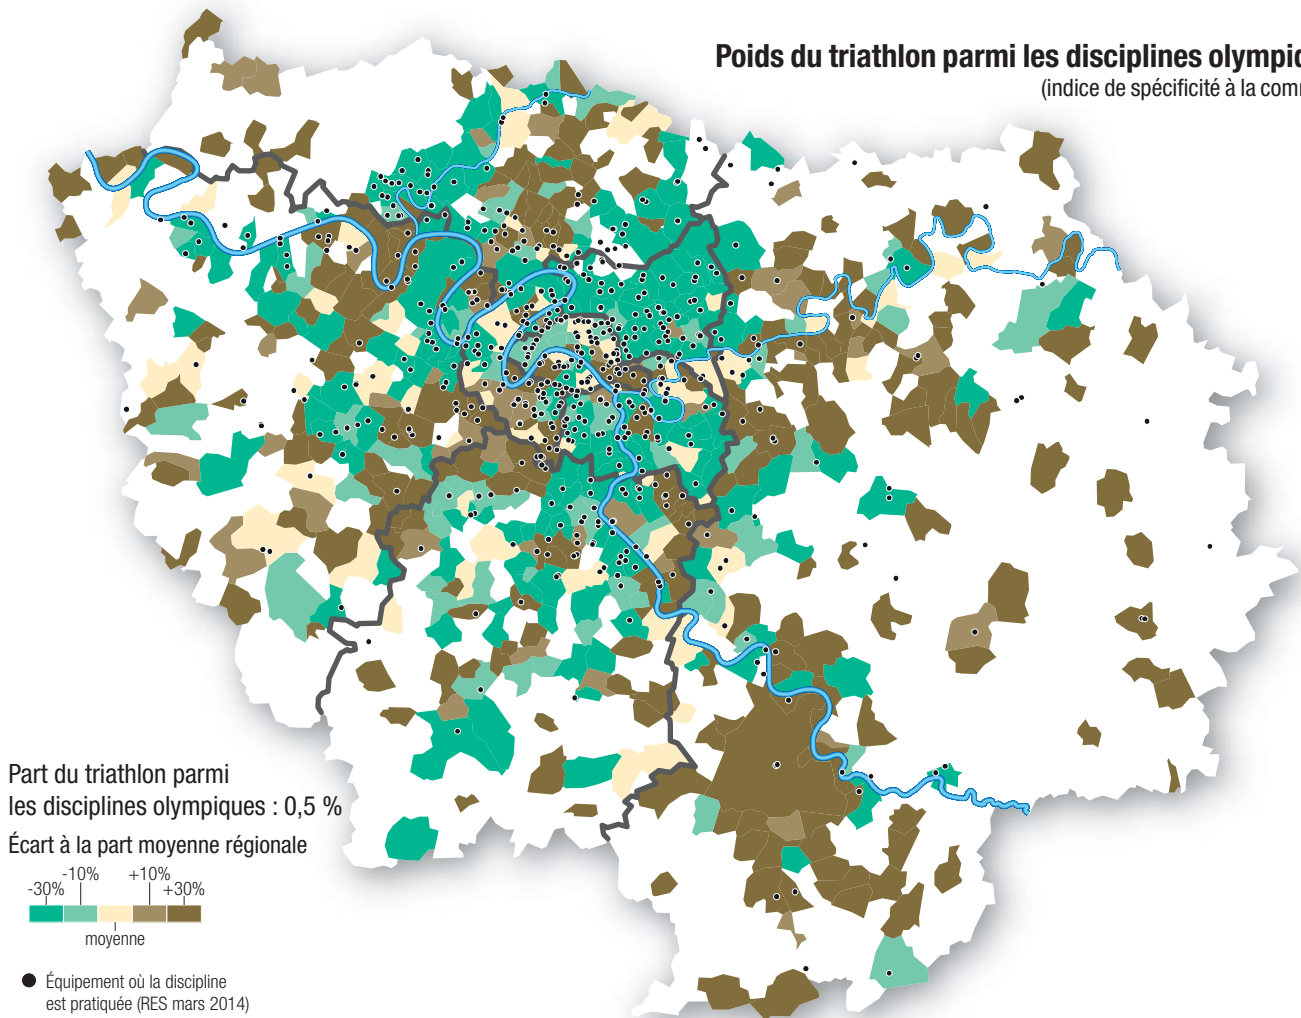 Poids du triathlon parmi les disciplines olympiq
(indice de spécificité à la com
Part du triathlon parmi
les disciplines olympiques : 0,5 %
Écart à la part moyenne régionale
-10% +10%
-30% +30%
moyenne
Équipement où la discipline
est pratiquée (RES mars 2014)